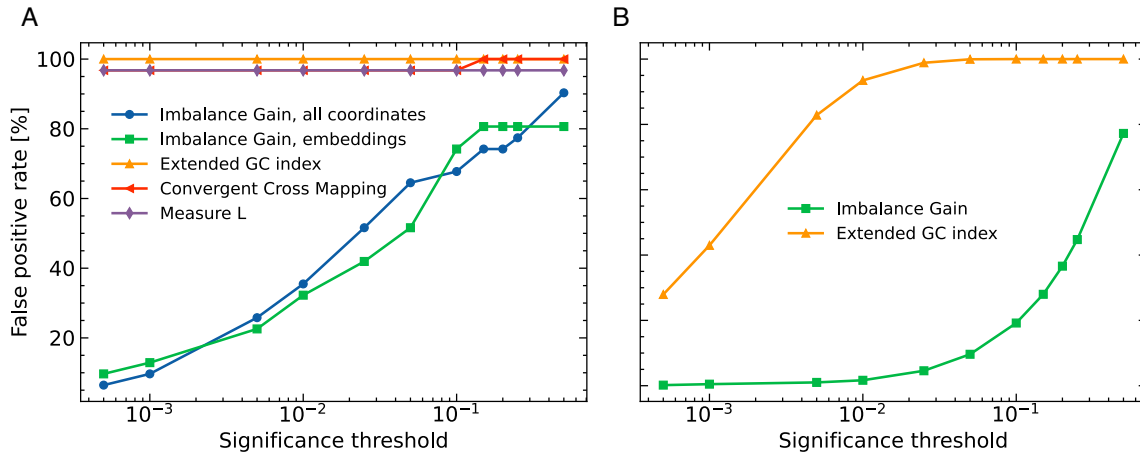 A
B
100
80
60
40
20
False positive rate [%]
Imbalance Gain, all coordinates
Imbalance Gain, embeddings
Extended GC index
Convergent Cross Mapping
Measure L
10⁻³
10⁻²
10⁻¹
Significance threshold
Imbalance Gain
Extended GC index
10⁻³
10⁻²
10⁻¹
Significance threshold